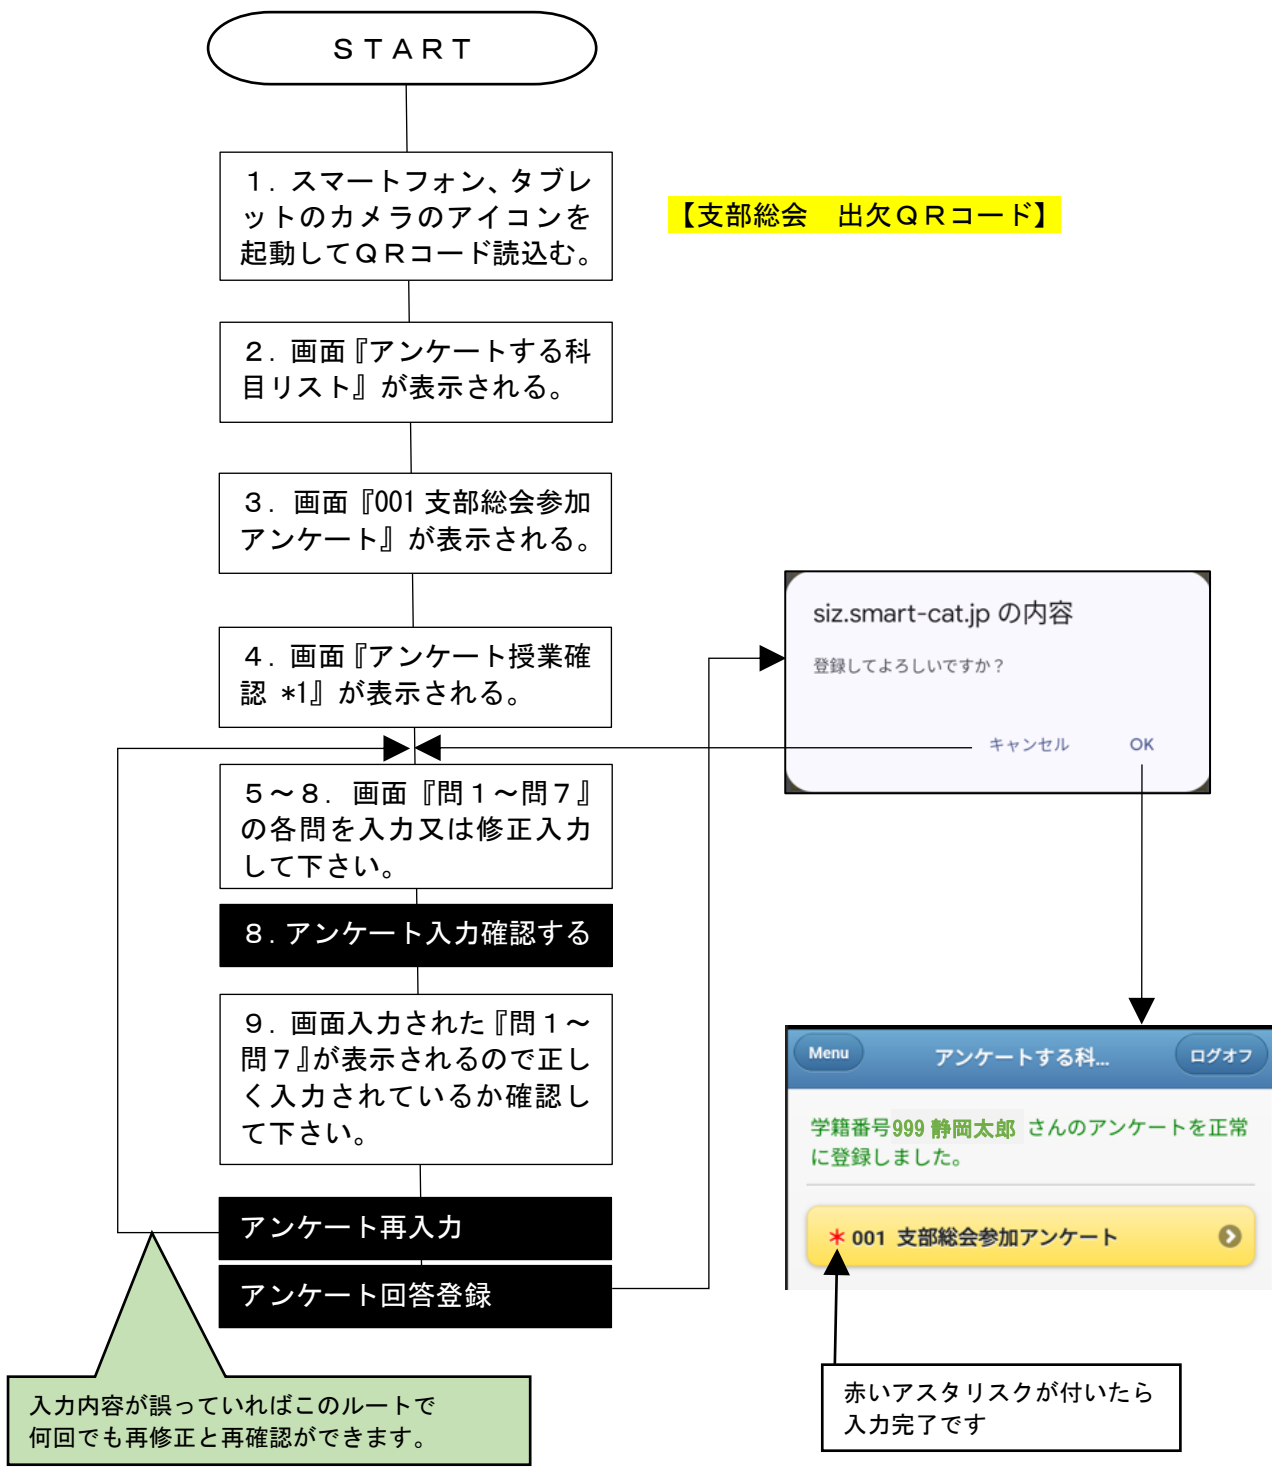 ＳＴＡＲＴ
１．スマートフォン、タブレ
ットのカメラのアイコンを
起動してＱＲコード読込む。
【支部総会　出欠ＱＲコード】
２．画面『アンケートする科
目リスト』が表示される。
３．画面『001 支部総会参加
アンケート』が表示される。
４．画面『アンケート授業確
認 *1』が表示される。
５～８．画面『問１～問７』
の各問を入力又は修正入力
して下さい。
８．アンケート入力確認する
９．画面入力された『問１～
問７』が表示されるので正し
く入力されているか確認し
て下さい。
アンケート再入力
アンケート回答登録
入力内容が誤っていればこのルートで
何回でも再修正と再確認ができます。
siz.smart-cat.jp の内容
登録してよろしいですか？
キャンセル OK
Menu アンケートする科... ログオフ
学籍番号999 静岡太郎 さんのアンケートを正常
に登録しました。
＊001 支部総会参加アンケート
赤いアスタリスクが付いたら
入力完了です